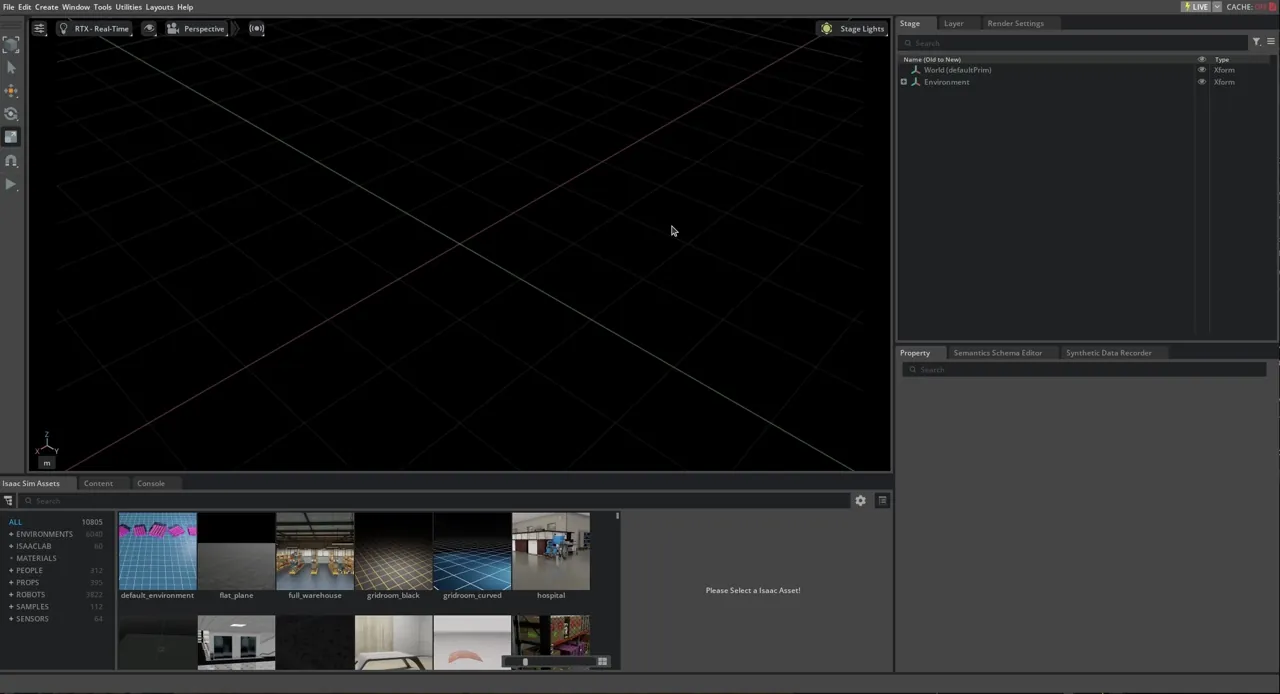 File Edit Create Window Tools Utilities Layouts Help
LIVE CACHE: OFF
RTX - Real-Time
Perspective
Stage Lights
Stage Layer Render Settings
Search
Name (Old to New) Type
World (defaultPrim) Xform
Environment Xform
Z
X Y
m
Property Semantics Schema Editor Synthetic Data Recorder
Search
Isaac Sim Assets Content Console
Search
ALL 10805
+ ENVIRONMENTS 6040
+ ISAACLAB 60
- MATERIALS
+ PEOPLE 312
+ PROPS 395
+ ROBOTS 3822
+ SAMPLES 112
+ SENSORS 64
default_environment
flat_plane
full_warehouse
gridroom_black
gridroom_curved
hospital
Please Select a Isaac Asset!